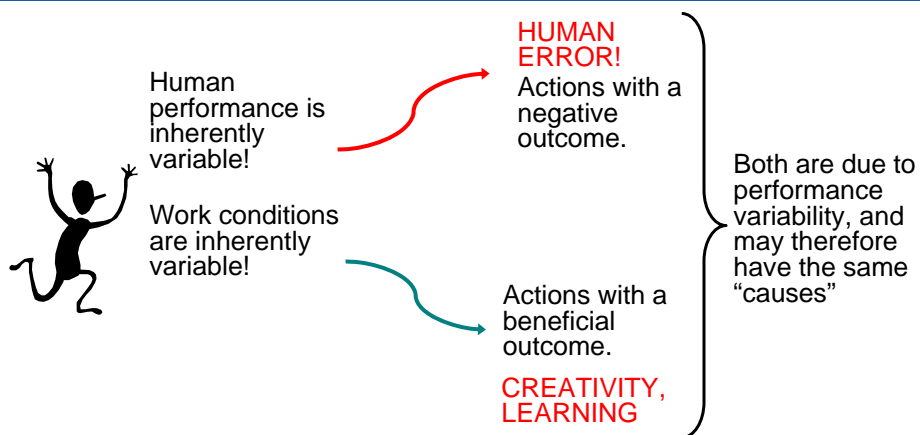 Human
performance is
inherently
variable!
Work conditions
are inherently
variable!
HUMAN
ERROR!
Actions with a
negative
outcome.
Actions with a
beneficial
outcome.
CREATIVITY,
LEARNING
Both are due to
performance
variability, and
may therefore
have the same
“causes”